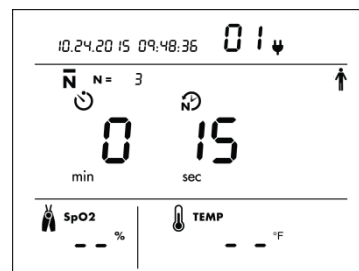 10.24.2015 09:48:36 01
N N = 3
N
0 15
min sec
SpO2 TEMP
-- % -- °F